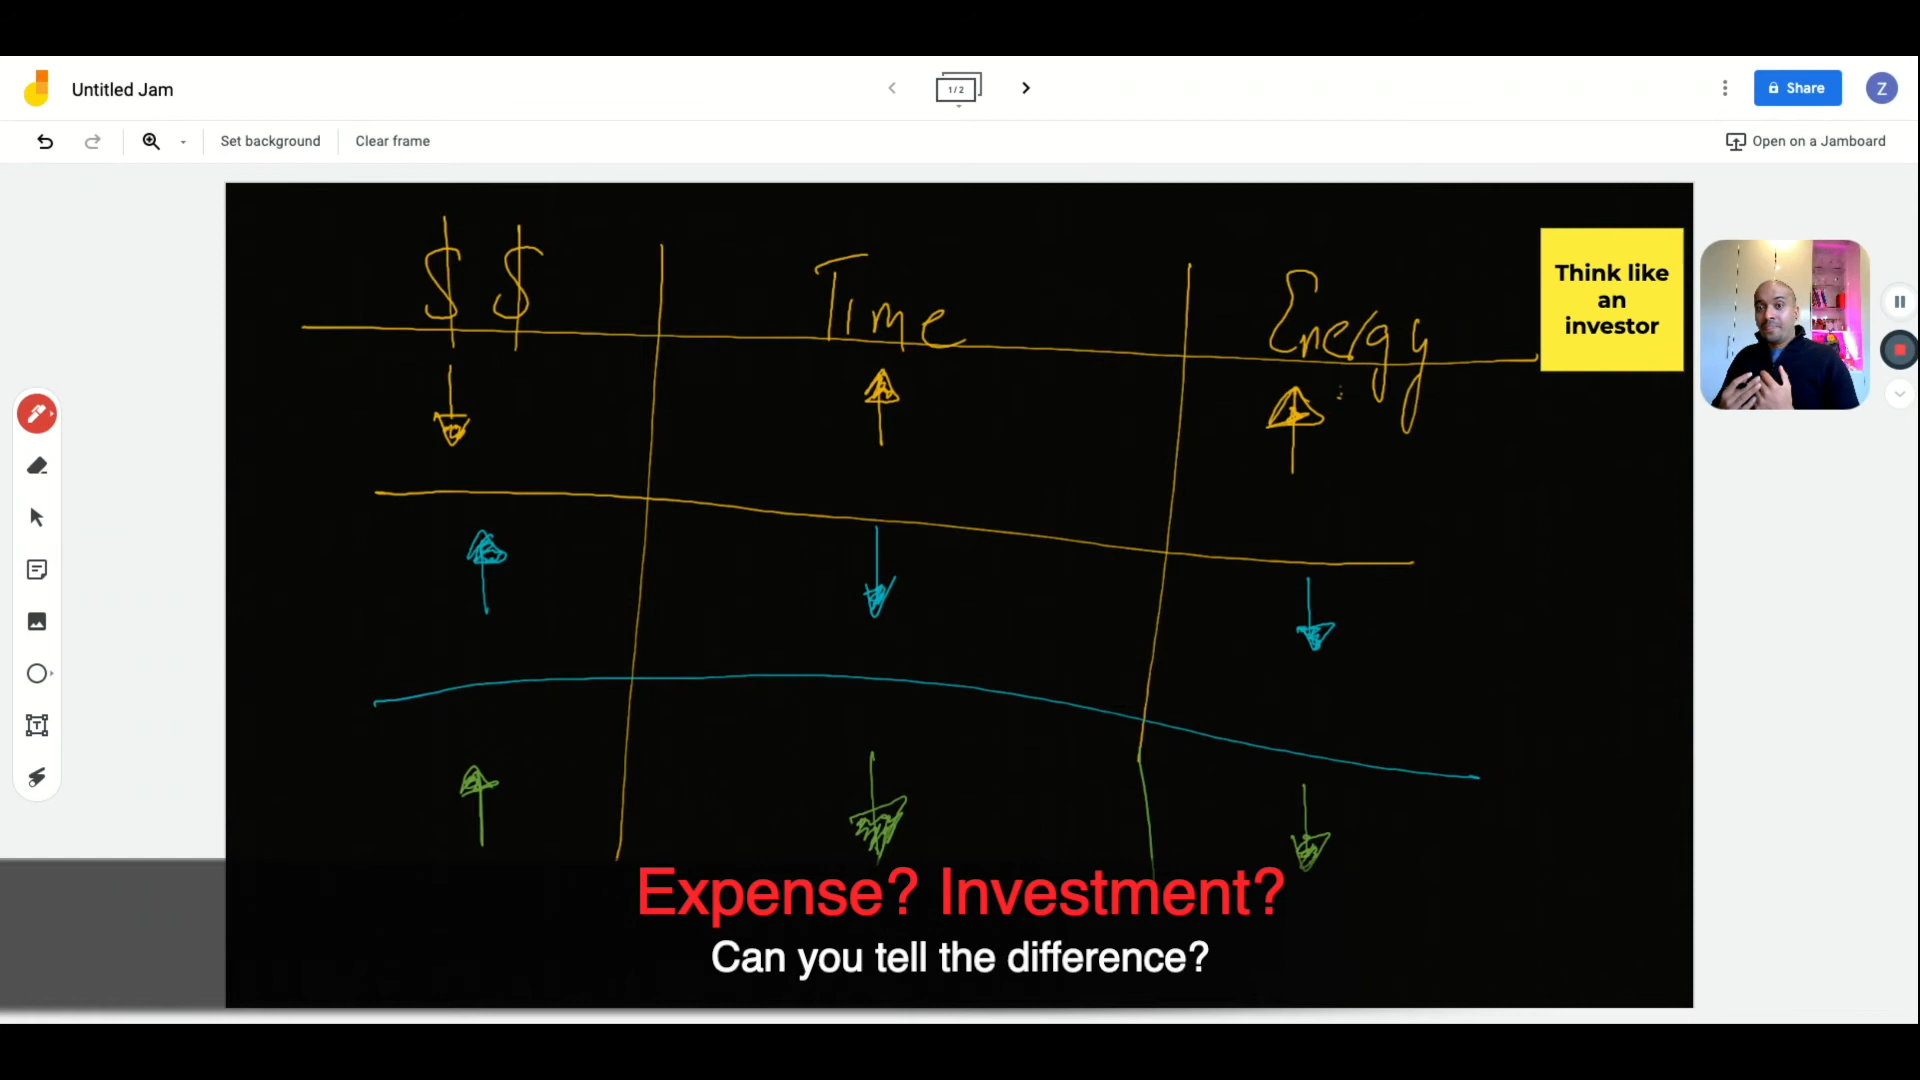 Untitled Jam
1/2
Share
Z
Set background
Clear frame
Open on a Jamboard
$ $
Time
Energy
Think like
an
investor
Expense? Investment?
Can you tell the difference?